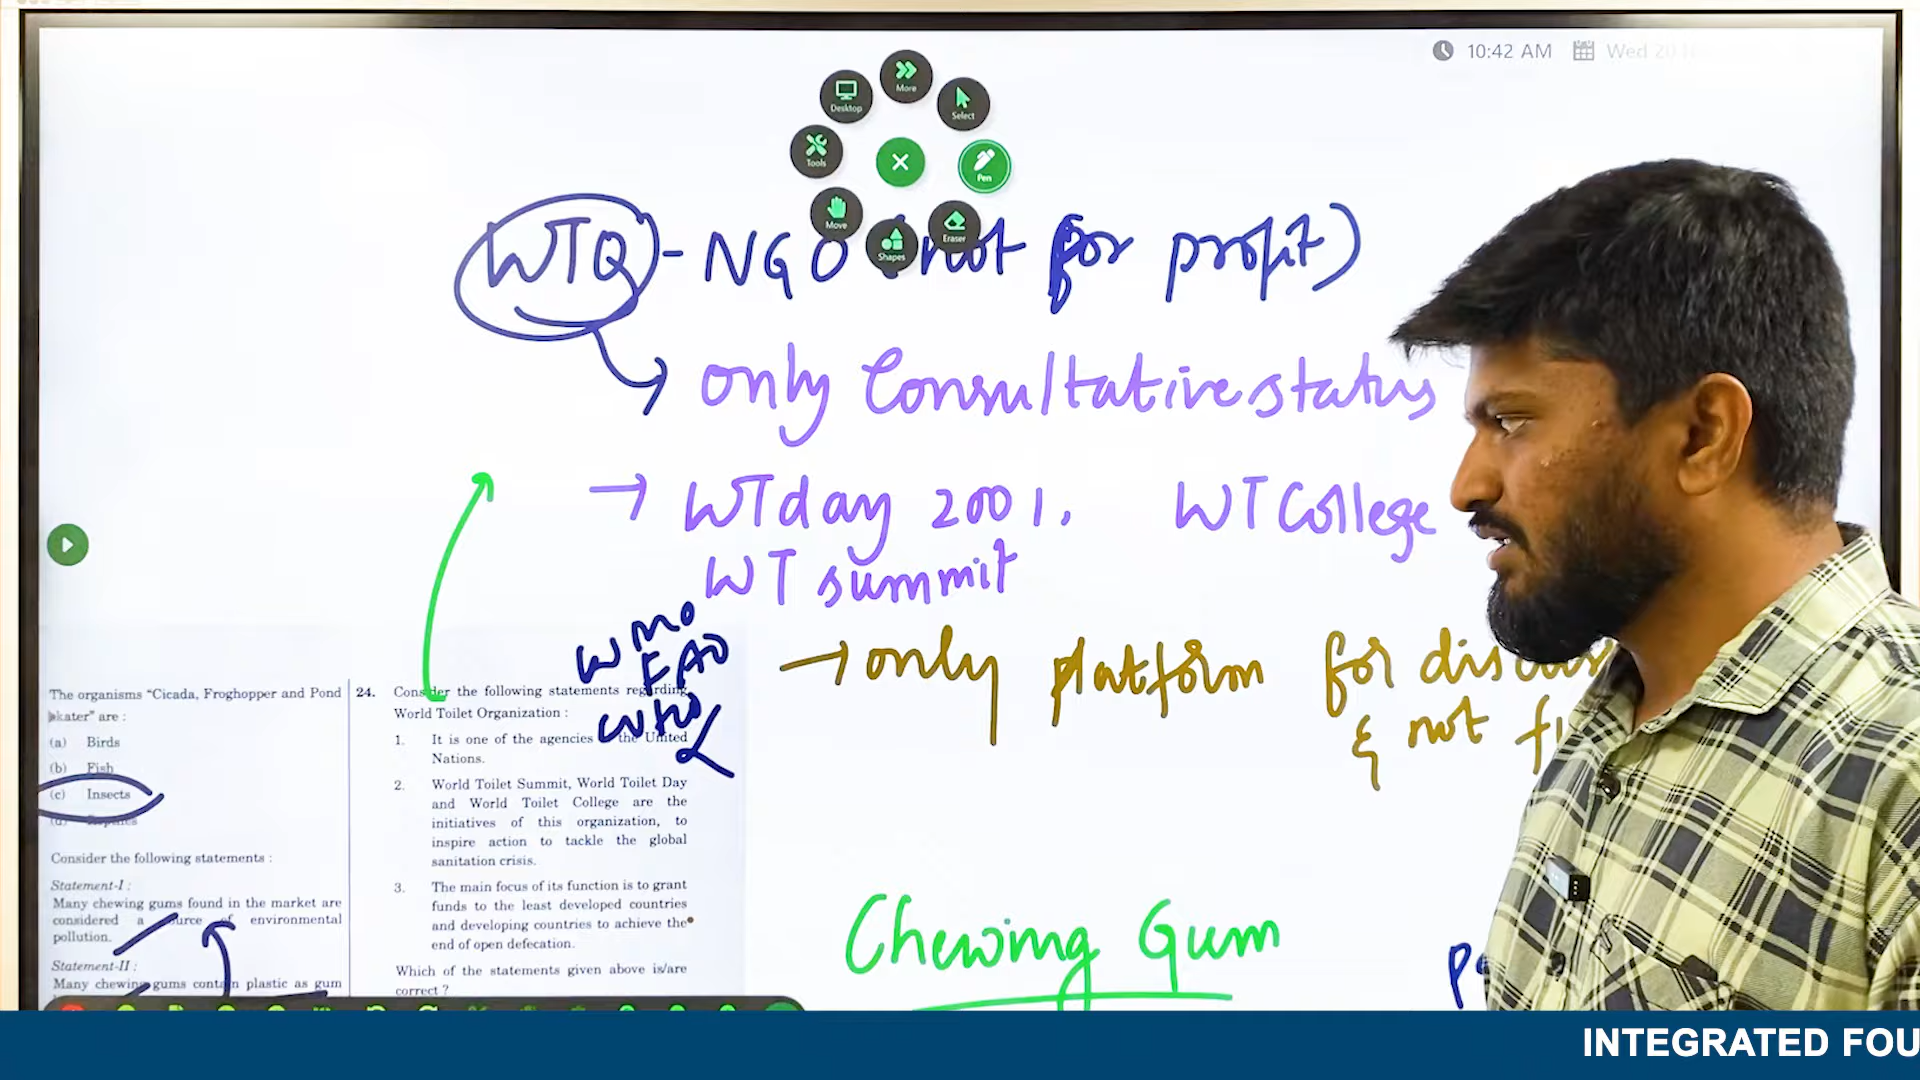 10:42 AM Wed 20
More
Desktop
Select
Tools
Pen
Move
Eraser
Shapes
WTO - NGO (not for profit)
only Consultative status
→ WT day 2001, WT College
WT summit
WMO
FAO
WHO
→ only platform for
& not
The organisms "Cicada, Froghopper and Pond
skater" are :
(a) Birds
(b) Fish
(c) Insects
(d) Reptiles
Consider the following statements :
Statement-I :
Many chewing gums found in the market are
considered a source of environmental
pollution.
Statement-II :
Many chewing gums contain plastic as gum
24. Consider the following statements regarding
World Toilet Organization :
1. It is one of the agencies the United
Nations.
2. World Toilet Summit, World Toilet Day
and World Toilet College are the
initiatives of this organization, to
inspire action to tackle the global
sanitation crisis.
3. The main focus of its function is to grant
funds to the least developed countries
and developing countries to achieve the
end of open defecation.
Which of the statements given above is/are
correct ?
Chewing Gum
INTEGRATED FOU